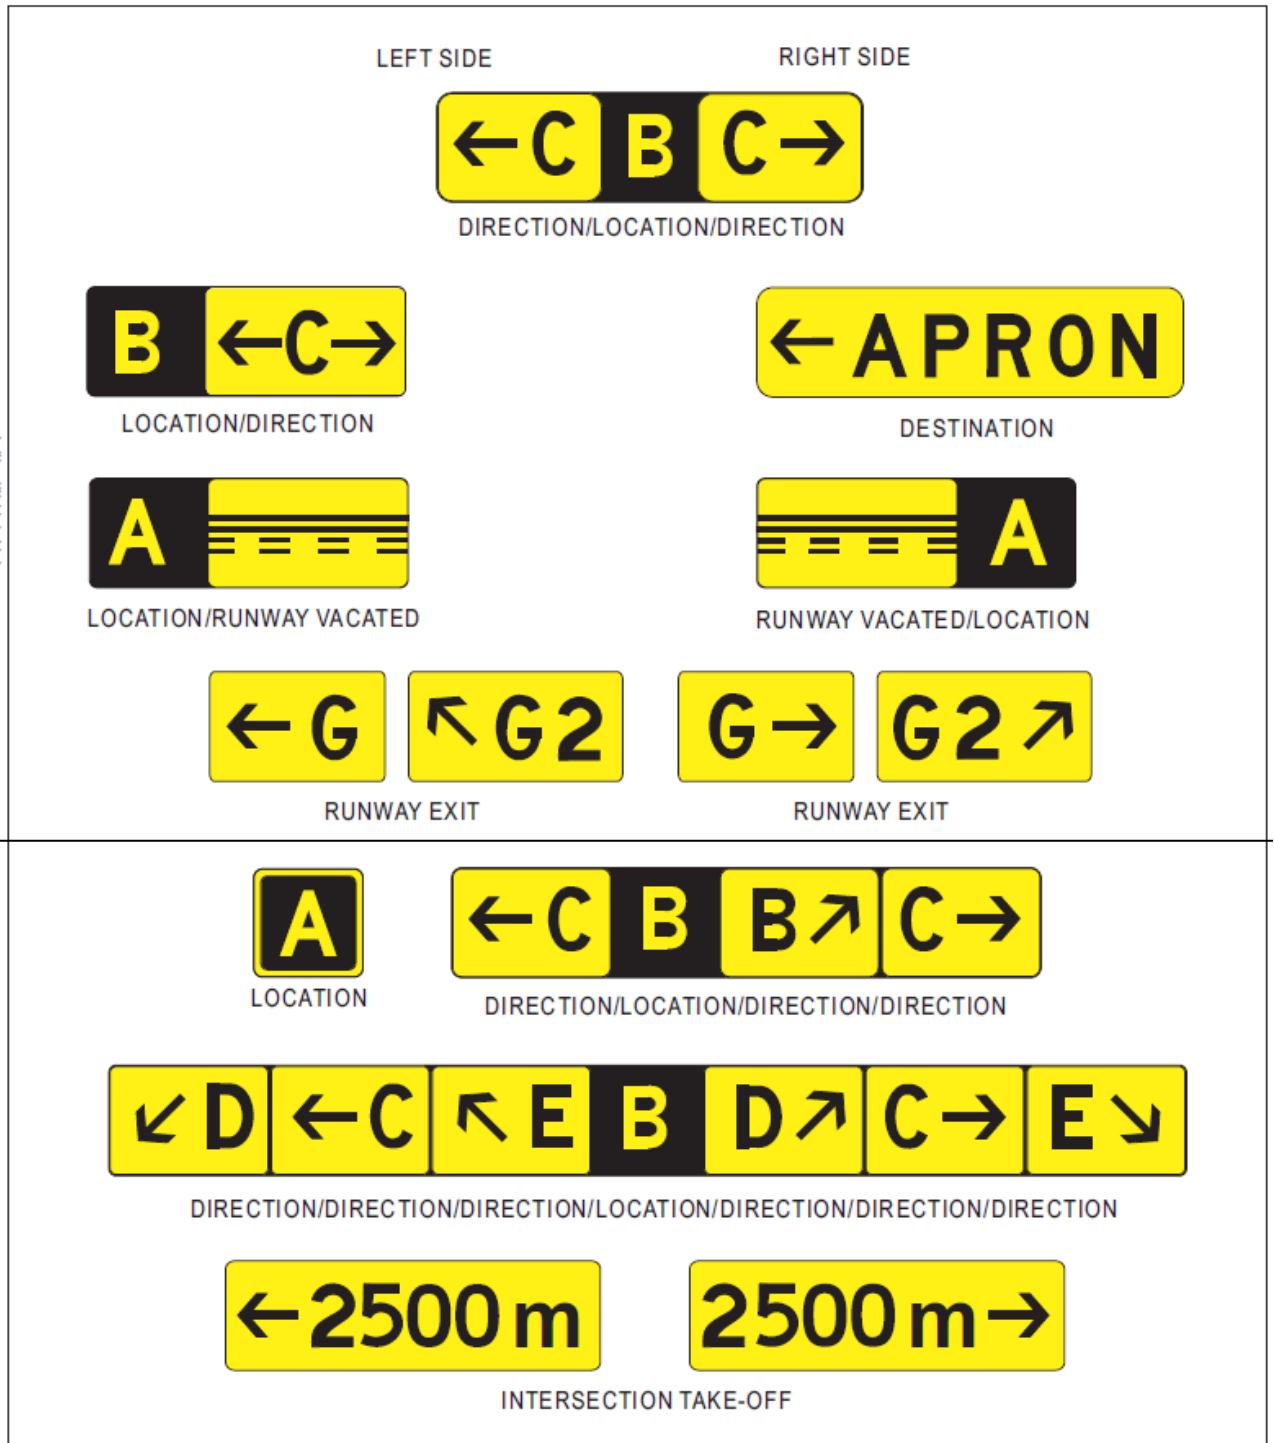 LEFT SIDE RIGHT SIDE
←C B C→
DIRECTION/LOCATION/DIRECTION
B ←C→ ←APRON
LOCATION/DIRECTION DESTINATION
A A
LOCATION/RUNWAY VACATED RUNWAY VACATED/LOCATION
←G ↖G2 G→ G2↗
RUNWAY EXIT RUNWAY EXIT
A ←C B B↗ C→
LOCATION DIRECTION/LOCATION/DIRECTION/DIRECTION
↙D ←C ↖E B D↗ C→ E↘
DIRECTION/DIRECTION/DIRECTION/LOCATION/DIRECTION/DIRECTION/DIRECTION
←2500m 2500m→
INTERSECTION TAKE-OFF